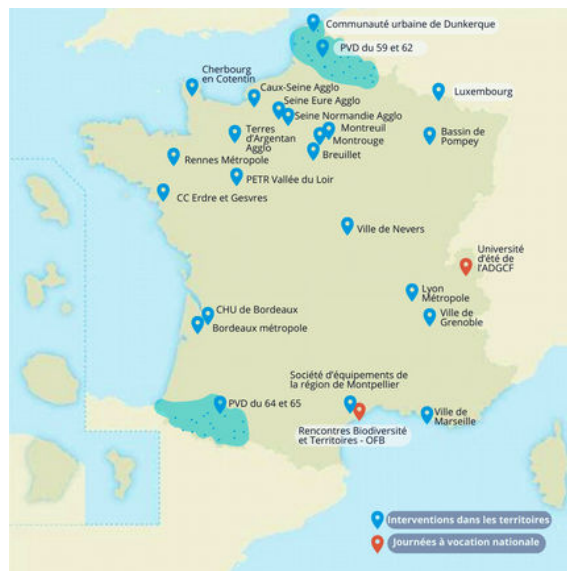 Communauté urbaine de Dunkerque
PVD du 59 et 62
Cherbourg
en Cotentin
Caux-Seine Agglo
Luxembourg
Seine Eure Agglo
Seine Normandie Agglo
Terres
d'Argentan
Agglo
Montreuil
Montrouge
Bassin de
Pompey
Breuillet
Rennes Métropole
PETR Vallée du Loir
CC Erdre et Gesvres
Ville de Nevers
Université
d'été de
l'ADGCF
Lyon
Métropole
CHU de Bordeaux
Ville de
Grenoble
Bordeaux métropole
Société d'équipements de
la région de Montpellier
PVD du 64 et 65
Ville de
Marseille
Rencontres Biodiversité
et Territoires - OFB
Interventions dans les territoires
Journées à vocation nationale